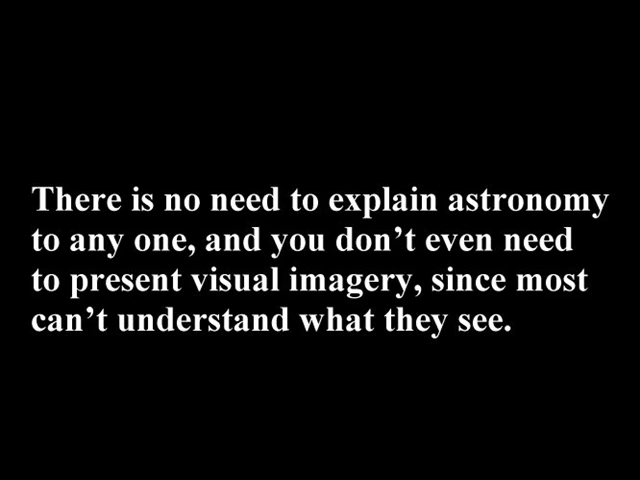 There is no need to explain astronomy
to any one, and you don’t even need
to present visual imagery, since most
can’t understand what they see.